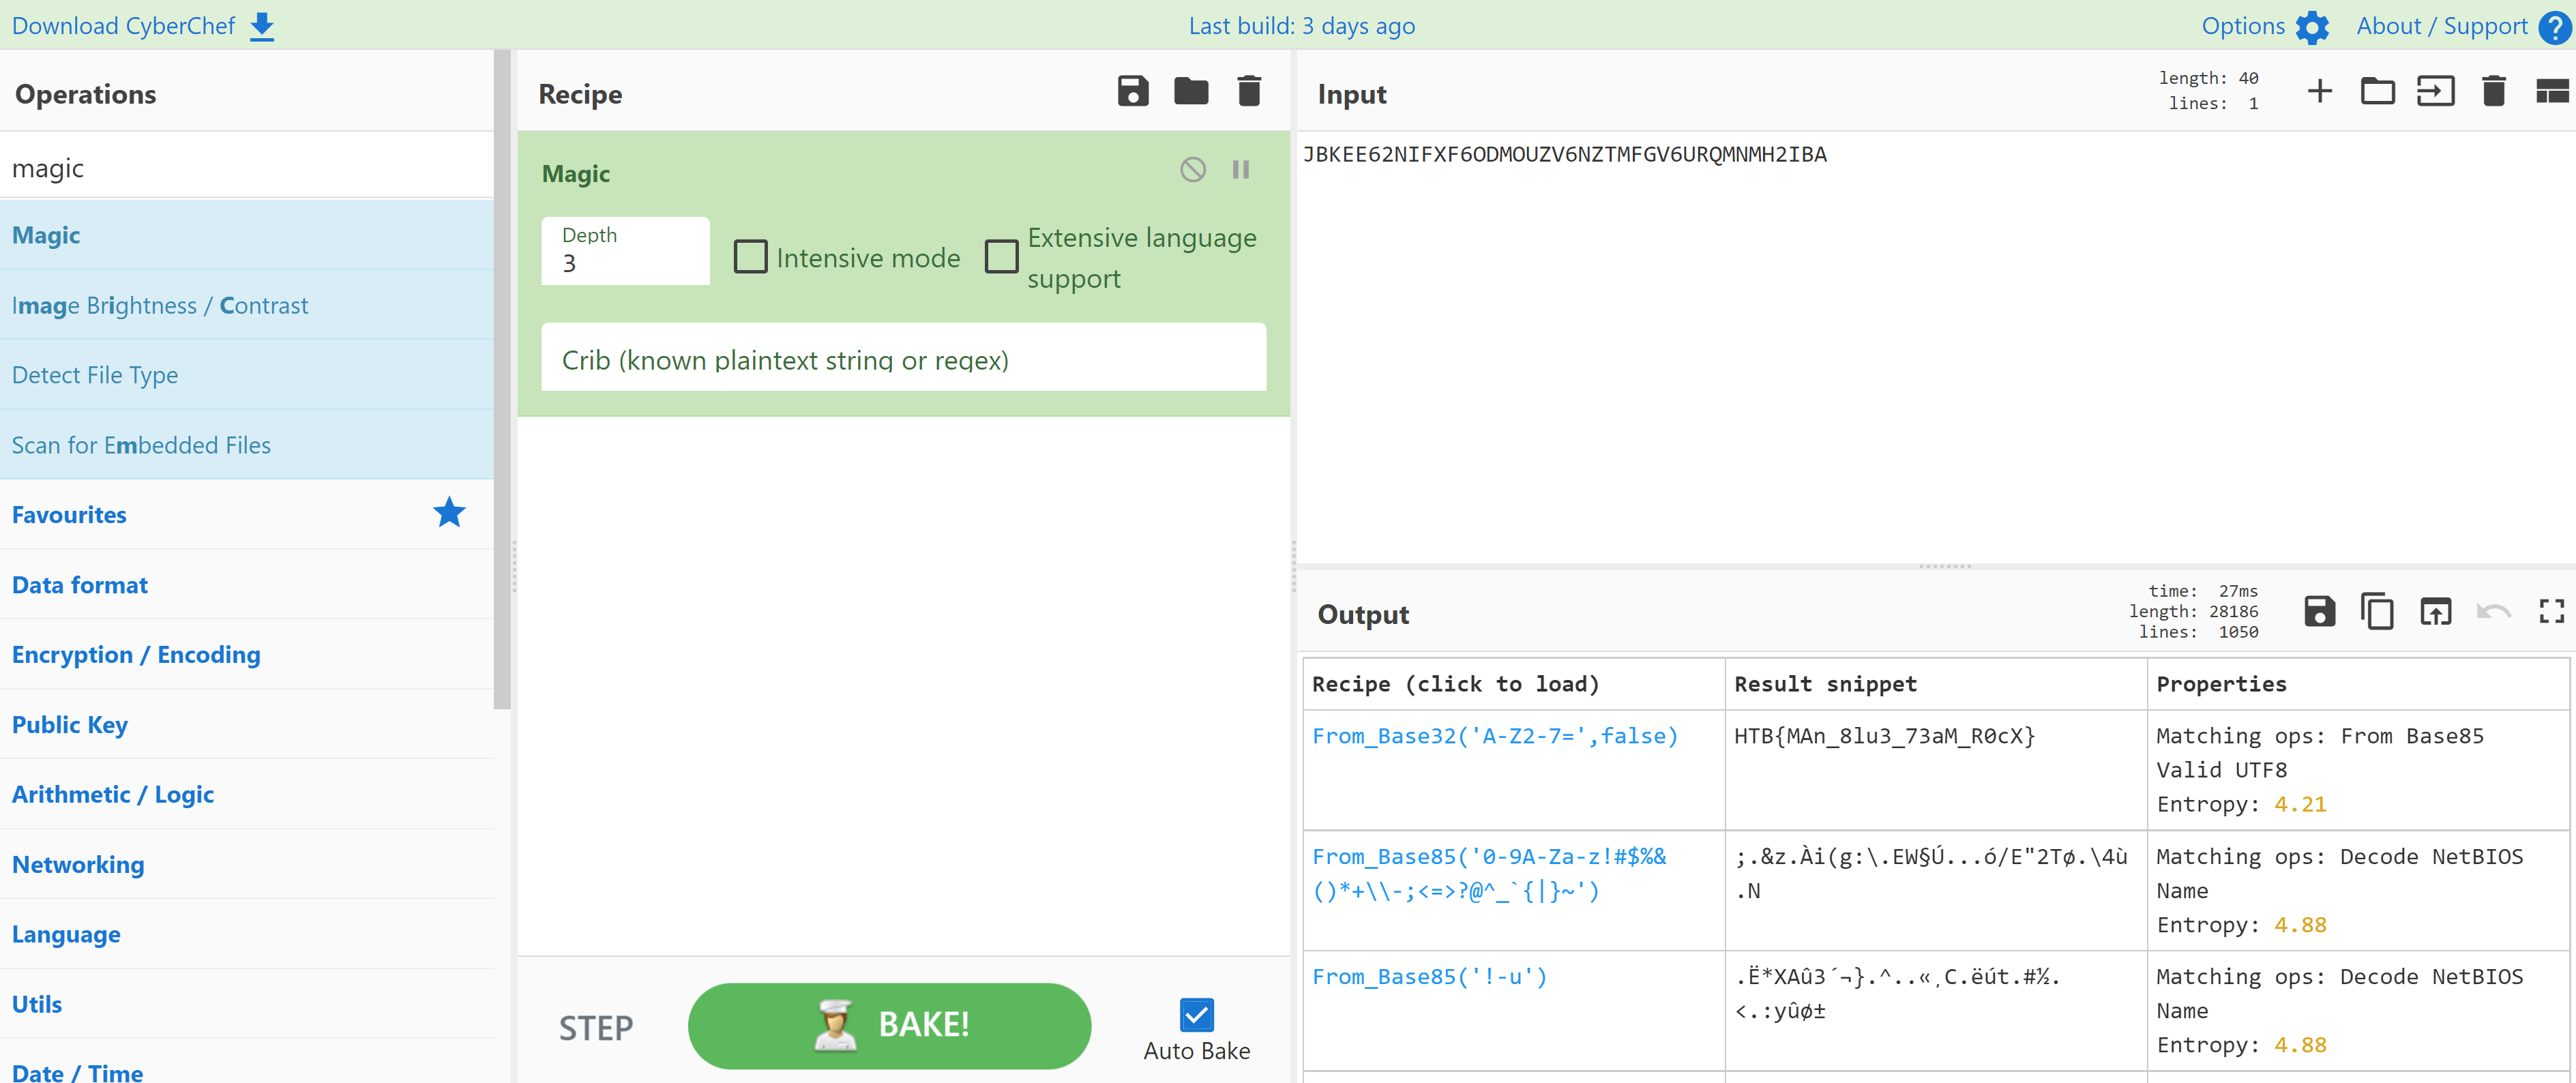 Download CyberChef
Last build: 3 days ago
Options
About / Support
Operations
magic
Magic
Image Brightness / Contrast
Detect File Type
Scan for Embedded Files
Favourites
Data format
Encryption / Encoding
Public Key
Arithmetic / Logic
Networking
Language
Utils
Date / Time
Recipe
Magic
Depth
3
Intensive mode
Extensive language
support
Crib (known plaintext string or regex)
STEP
BAKE!
Auto Bake
Input
length: 40
lines: 1
JBKEE62NIFXF6ODMOUZV6NZTMFGV6URQMNMH2IBA
Output
time: 27ms
length: 28186
lines: 1050
Recipe (click to load)
Result snippet
Properties
From_Base32('A-Z2-7=',false)
HTB{MAn_8lu3_73aM_R0cX}
Matching ops: From Base85
Valid UTF8
Entropy: 4.21
From_Base85('0-9A-Za-z!#$%&
()*+\\-;<=>?@^_`{|}~')
;.&z.Ài(g:\.EW§Ú...ó/E"2Tø.\4ù
.N
Matching ops: Decode NetBIOS
Name
Entropy: 4.88
From_Base85('!-u')
.Ë*XAû3´¬}.^..«¸C.ëút.#½.
<.:yûø±
Matching ops: Decode NetBIOS
Name
Entropy: 4.88